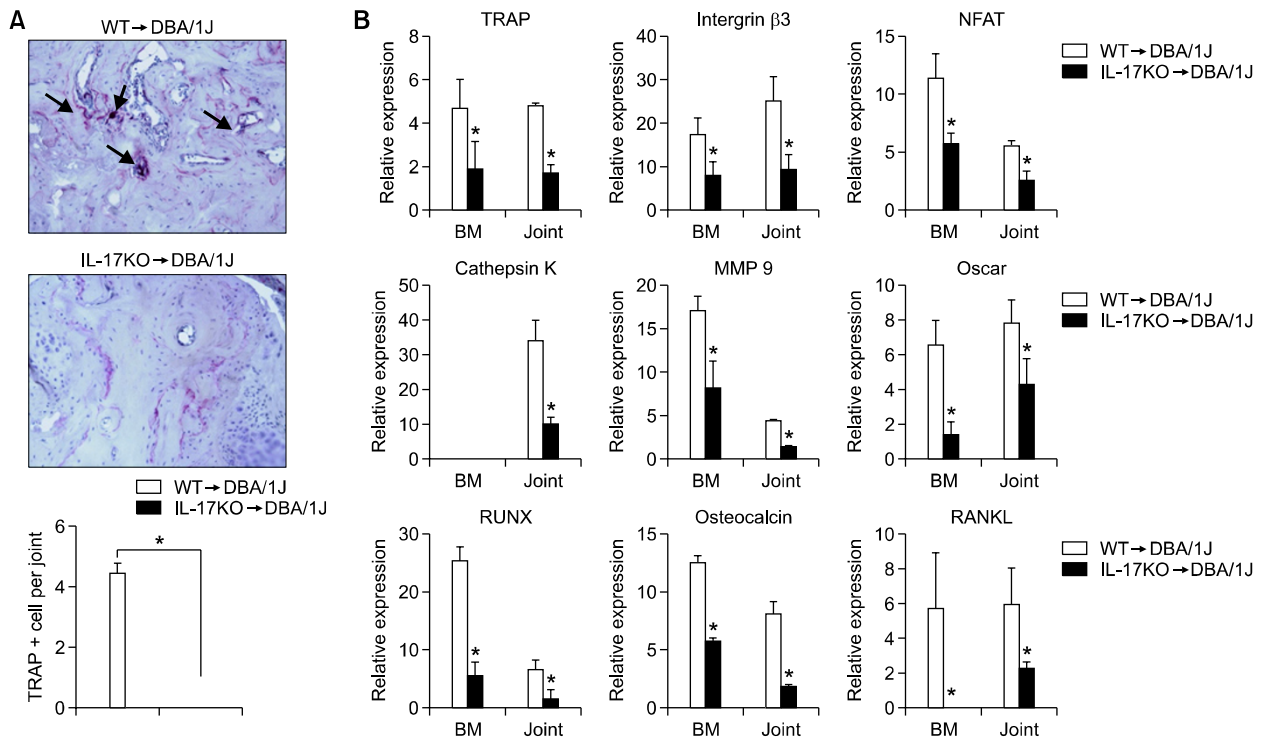 A
WT→DBA/1J
IL-17KO→DBA/1J
WT→DBA/1J
IL-17KO→DBA/1J
TRAP + cell per joint
6
4
2
0
*
B
TRAP
Relative expression
8
6
4
2
0
*
*
BM
Joint
Intergrin β3
Relative expression
40
30
20
10
0
*
*
BM
Joint
NFAT
Relative expression
15
10
5
0
*
*
BM
Joint
WT→DBA/1J
IL-17KO→DBA/1J
Cathepsin K
Relative expression
50
40
30
20
10
0
*
BM
Joint
MMP 9
Relative expression
20
15
10
5
0
*
*
BM
Joint
Oscar
Relative expression
10
8
6
4
2
0
*
*
BM
Joint
WT→DBA/1J
IL-17KO→DBA/1J
RUNX
Relative expression
30
20
10
0
*
*
BM
Joint
Osteocalcin
Relative expression
15
10
5
0
*
*
BM
Joint
RANKL
Relative expression
10
8
6
4
2
0
*
*
BM
Joint
WT→DBA/1J
IL-17KO→DBA/1J